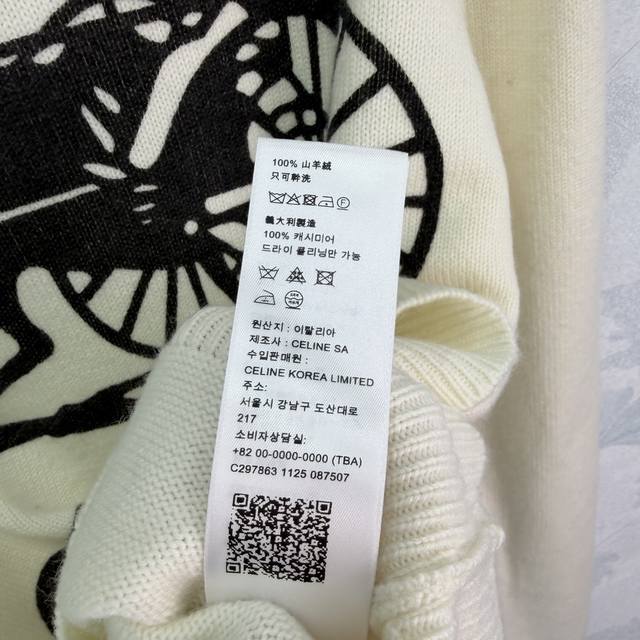 100% 山羊絨
只可幹洗
義大利製造
100% 캐시미어
드라이 클리닝만 가능
원산지 : 이탈리아
제조사 : CELINE SA
수입판매원 :
CELINE KOREA LIMITED
주소:
서울시 강남구 도산대로
217
소비자상담실:
+82 00-0000-0000 (TBA)
C297863 1125 087507